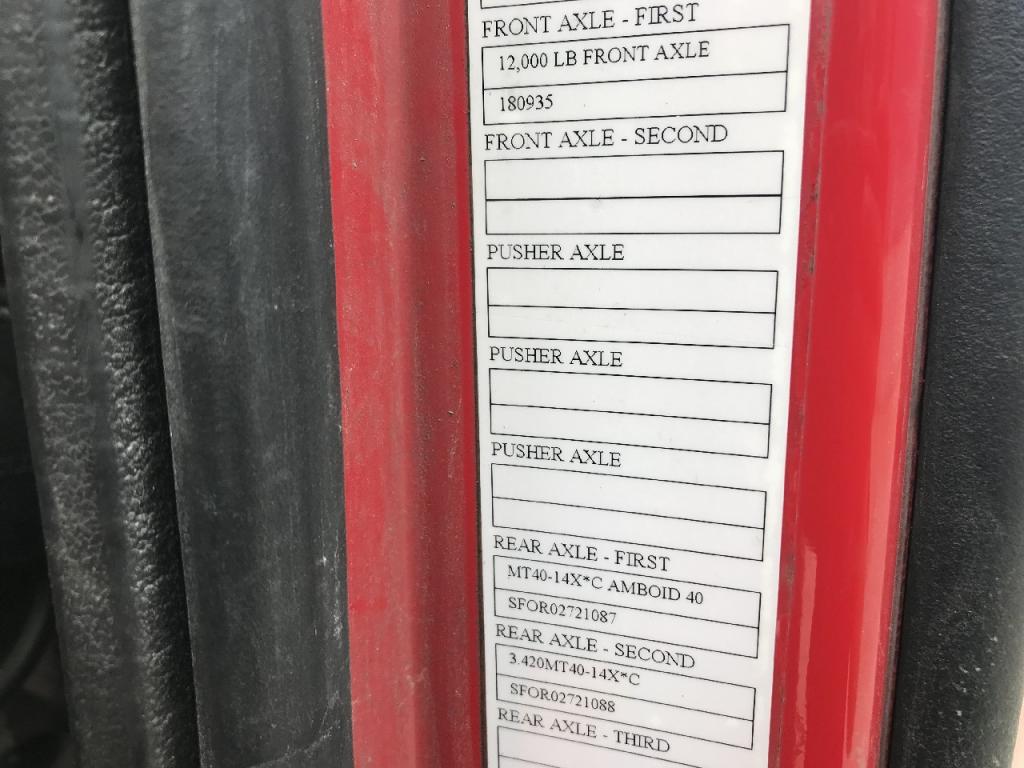 FRONT AXLE - FIRST
12,000 LB FRONT AXLE
180935
FRONT AXLE - SECOND
PUSHER AXLE
PUSHER AXLE
PUSHER AXLE
REAR AXLE - FIRST
MT40-14X*C AMBOID 40
SFOR02721087
REAR AXLE - SECOND
3.420MT40-14X*C
SFOR02721088
REAR AXLE - THIRD